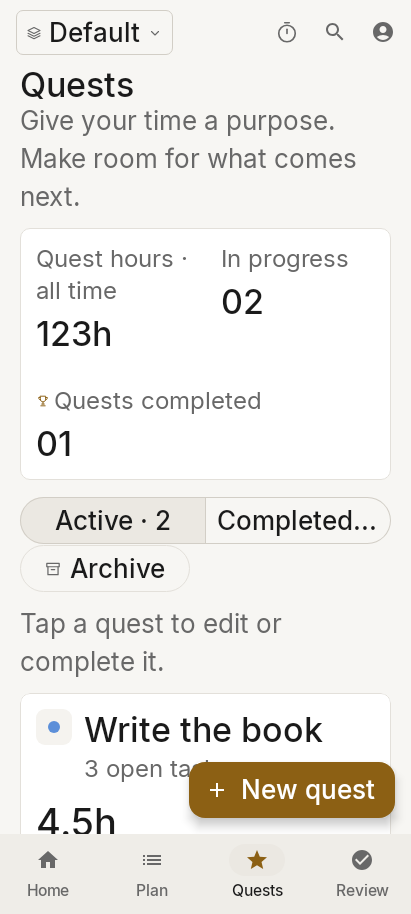 Default
Quests
Give your time a purpose.
Make room for what comes
next.
Quest hours ·
all time
123h
In progress
02
Quests completed
01
Active · 2
Completed...
Archive
Tap a quest to edit or
complete it.
Write the book
3 open
4.5h
+ New quest
Home
Plan
Quests
Review